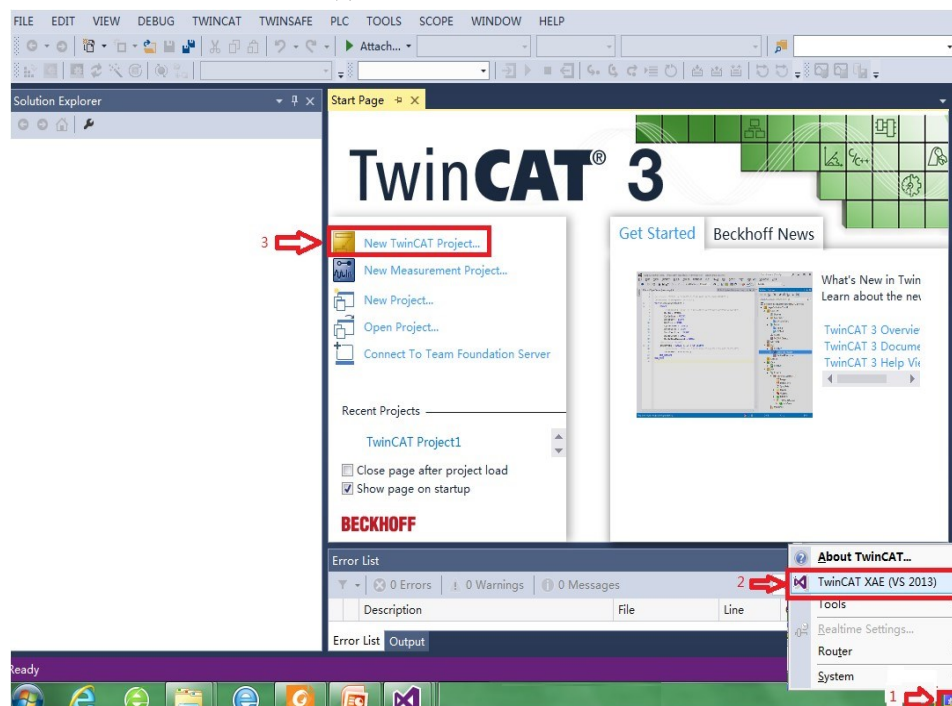 FILE EDIT VIEW DEBUG TWINCAT TWINSAFE PLC TOOLS SCOPE WINDOW HELP
Attach...
Solution Explorer
Start Page
TwinCAT® 3
3
New TwinCAT Project...
New Measurement Project...
New Project...
Open Project...
Connect To Team Foundation Server
Recent Projects
TwinCAT Project1
Close page after project load
Show page on startup
BECKHOFF
Get Started Beckhoff News
What's New in Twin
Learn about the
TwinCAT 3
TwinCAT 3
TwinCAT 3 Help
Error List
0 Errors 0 Warnings 0 Messages
Description File Line
Error List Output
Ready
2
About TwinCAT...
TwinCAT XAE (VS 2013)
Tools
Realtime Settings...
Router
System
1